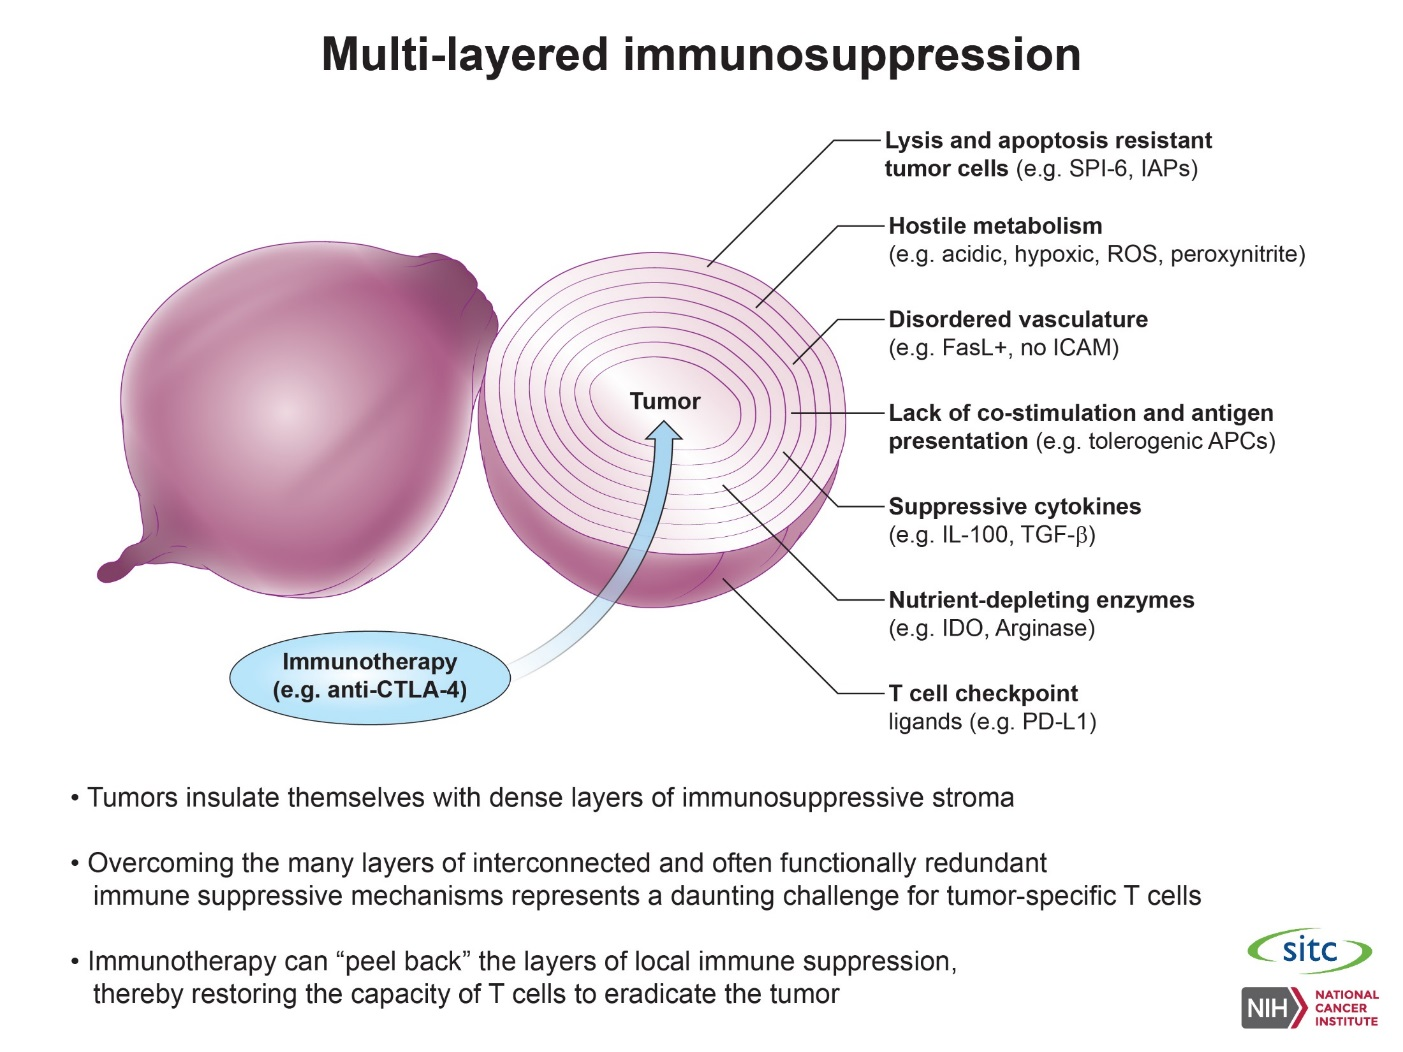 Multi-layered immunosuppression
Lysis and apoptosis resistant
tumor cells (e.g. SPI-6, IAPs)
Hostile metabolism
(e.g. acidic, hypoxic, ROS, peroxynitrite)
Disordered vasculature
(e.g. FasL+, no ICAM)
Tumor
Lack of co-stimulation and antigen
presentation (e.g. tolerogenic APCs)
Suppressive cytokines
(e.g. IL-100, TGF-β)
Nutrient-depleting enzymes
(e.g. IDO, Arginase)
Immunotherapy
(e.g. anti-CTLA-4)
T cell checkpoint
ligands (e.g. PD-L1)
• Tumors insulate themselves with dense layers of immunosuppressive stroma
• Overcoming the many layers of interconnected and often functionally redundant
immune suppressive mechanisms represents a daunting challenge for tumor-specific T cells
• Immunotherapy can “peel back” the layers of local immune suppression,
thereby restoring the capacity of T cells to eradicate the tumor
sitc
NIH
NATIONAL
CANCER
INSTITUTE